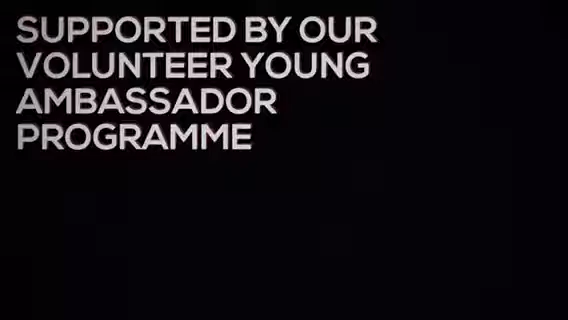 SUPPORTED BY OUR
VOLUNTEER YOUNG
AMBASSADOR
PROGRAMME